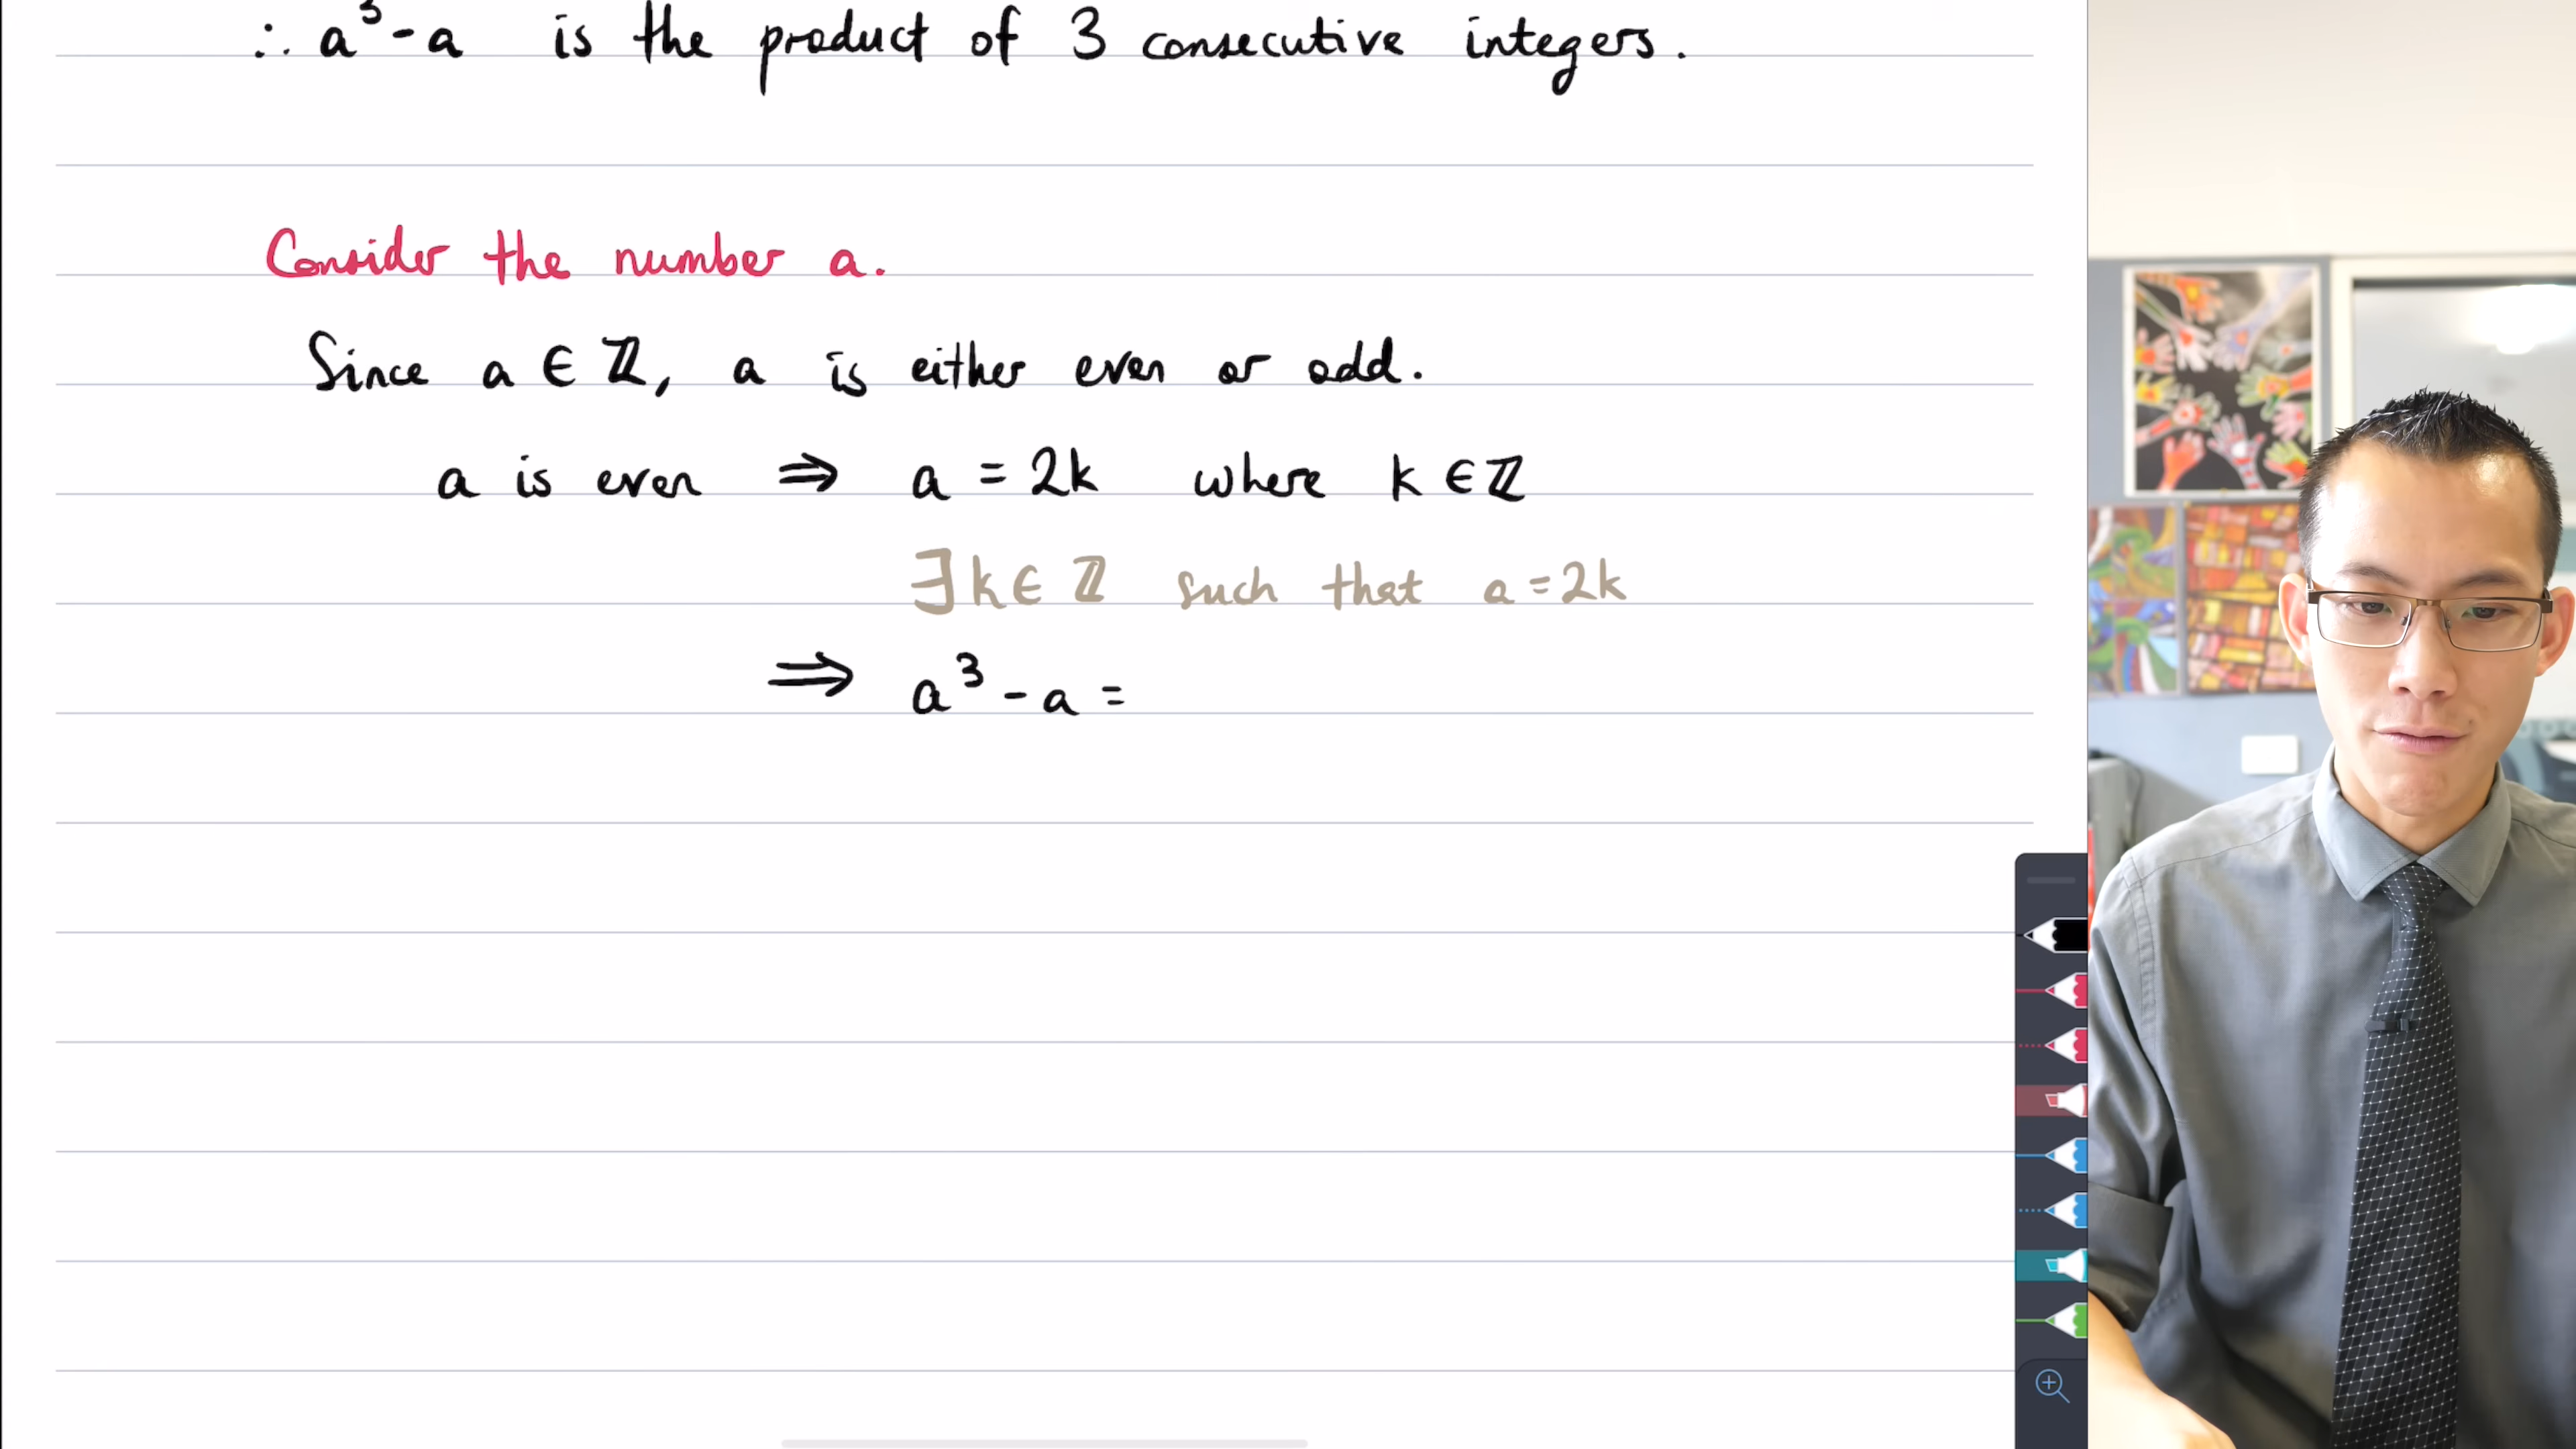 ∴ a³ - a is the product of 3 consecutive integers.
Consider the number a.
Since a ∈ ℤ, a is either even or odd.
a is even ⇒ a = 2k where k ∈ ℤ
∃ k ∈ ℤ such that a = 2k
⇒ a³ - a =